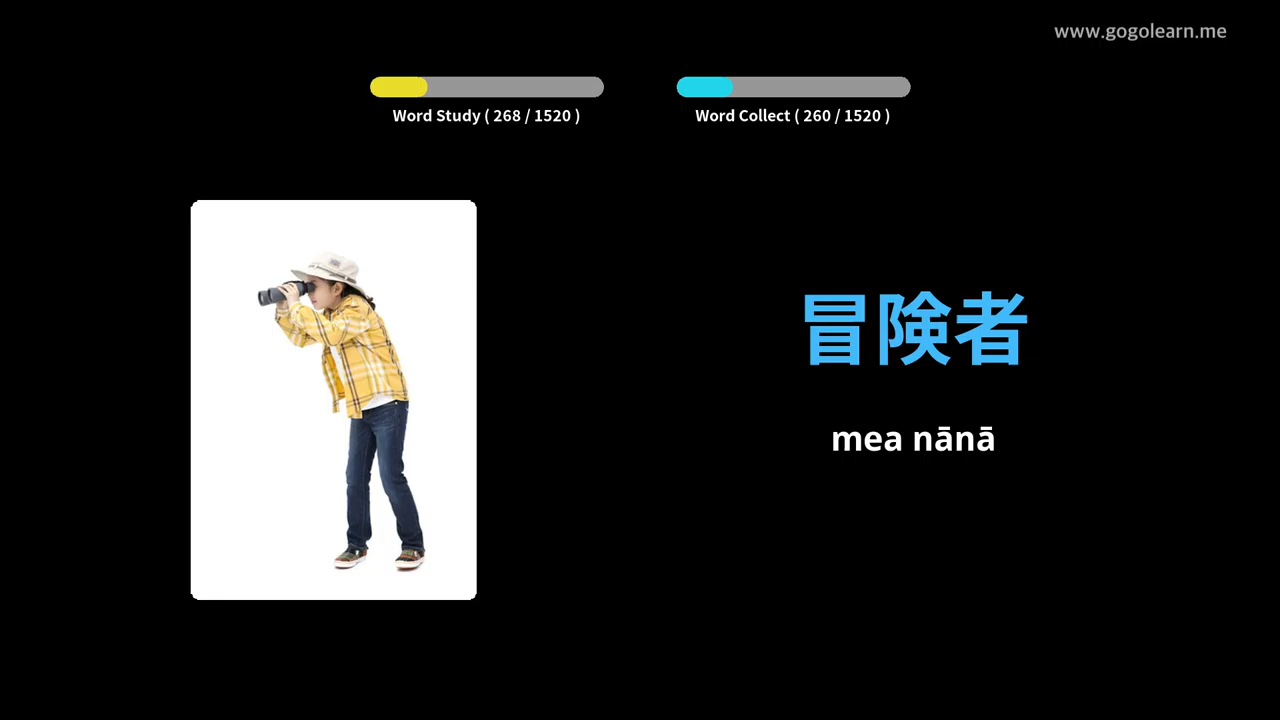 www.gogolearn.me
Word Study ( 268 / 1520 )
Word Collect ( 260 / 1520 )
冒険者
mea nānā